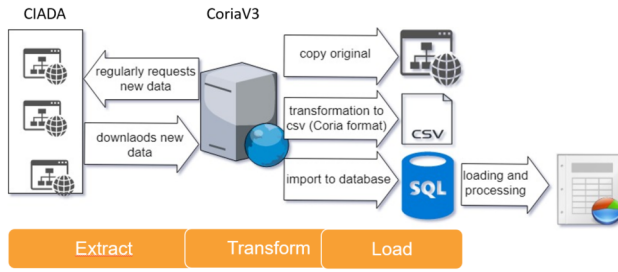 CIADA
CoriaV3
regularly requests
new data
downlaods new
data
copy original
transformation to
csv (Coria format)
CSV
import to database
SQL
loading and
processing
Extract
Transform
Load